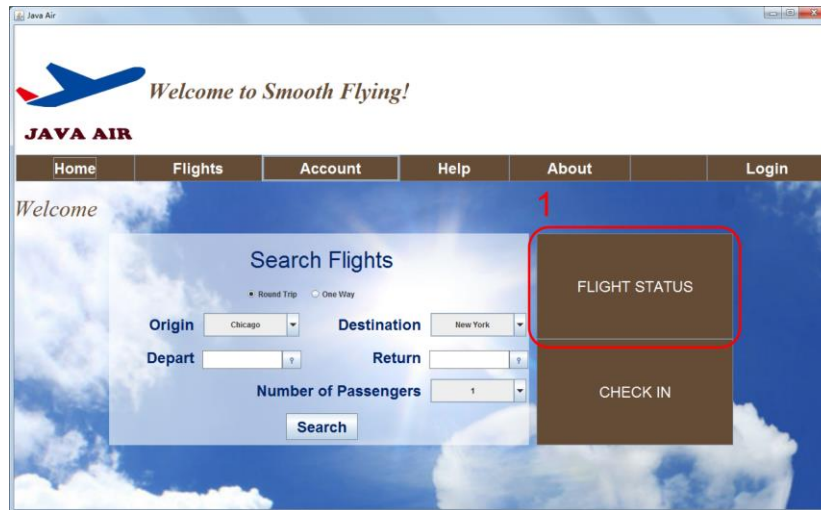 Java Air
Welcome to Smooth Flying!
JAVA AIR
Home Flights Account Help About Login
Welcome
1
Search Flights
Round Trip One Way
Origin Chicago Destination New York
Depart ? Return ?
Number of Passengers 1
Search
FLIGHT STATUS
CHECK IN